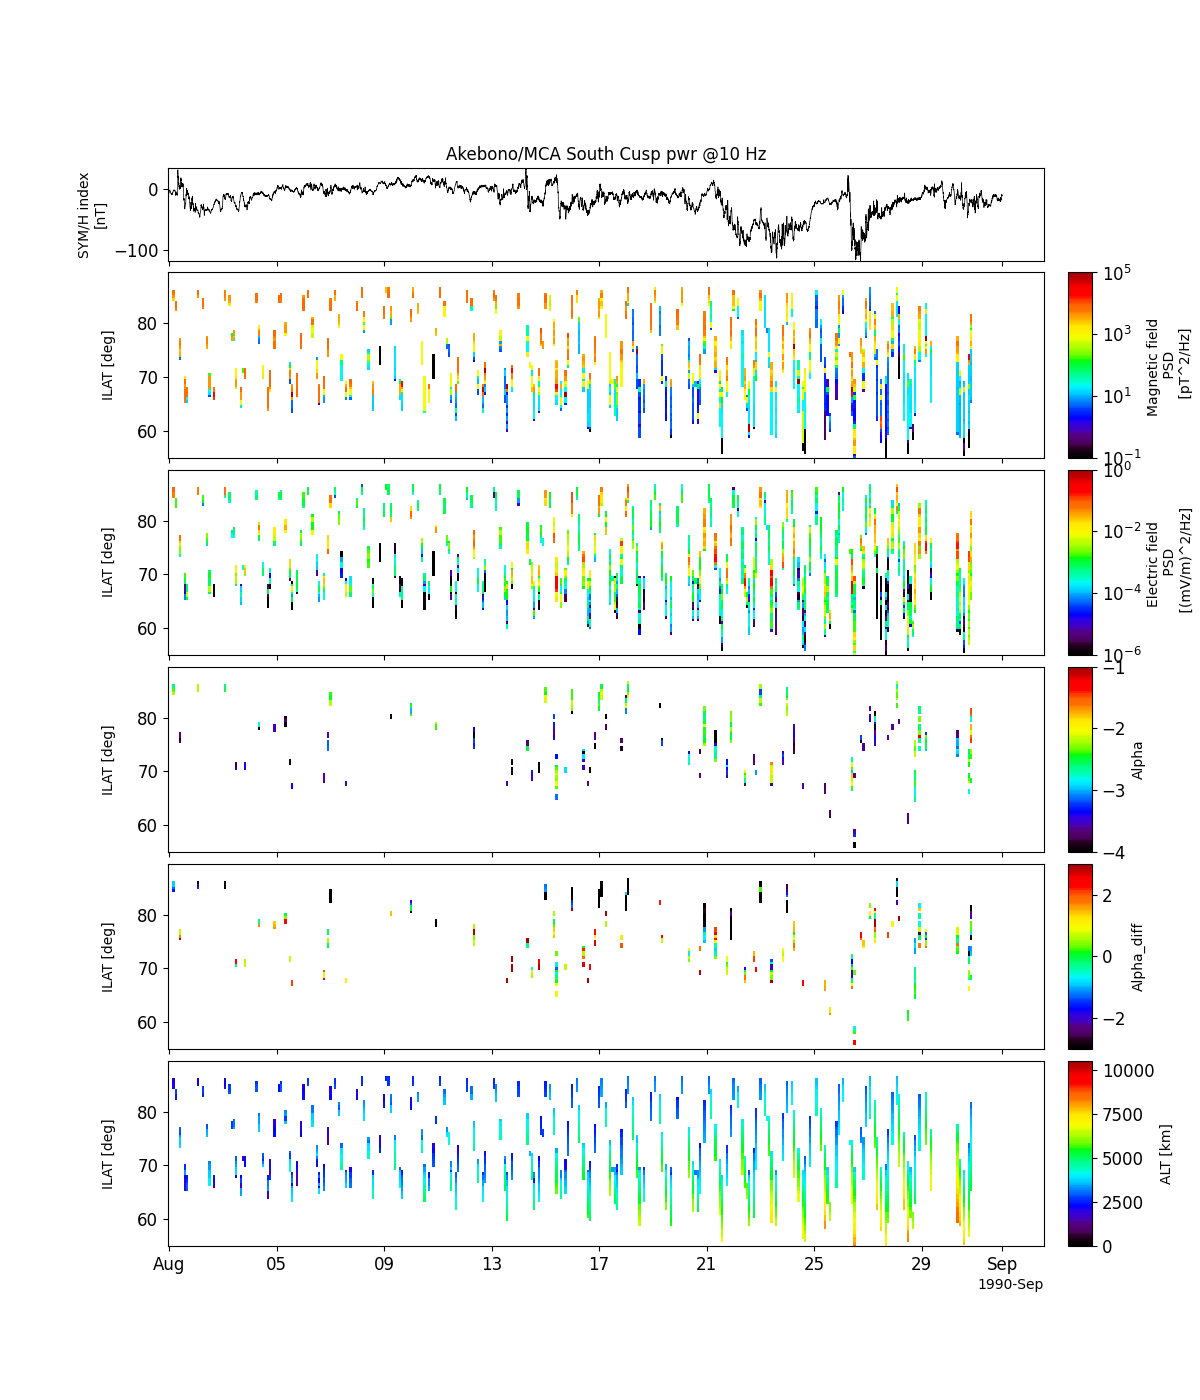 Akebono/MCA South Cusp pwr @10 Hz
SYM/H index
[nT]
0
−100
ILAT [deg]
80
70
60
Magnetic field
PSD
[pT^2/Hz]
10^5
10^3
10^1
10^-1
ILAT [deg]
80
70
60
Electric field
PSD
[(mV/m)^2/Hz]
10^0
10^-2
10^-4
10^-6
ILAT [deg]
80
70
60
Alpha
−1
−2
−3
−4
ILAT [deg]
80
70
60
Alpha_diff
2
0
−2
ILAT [deg]
80
70
60
ALT [km]
10000
7500
5000
2500
0
Aug 05 09 13 17 21 25 29 Sep
1990-Sep